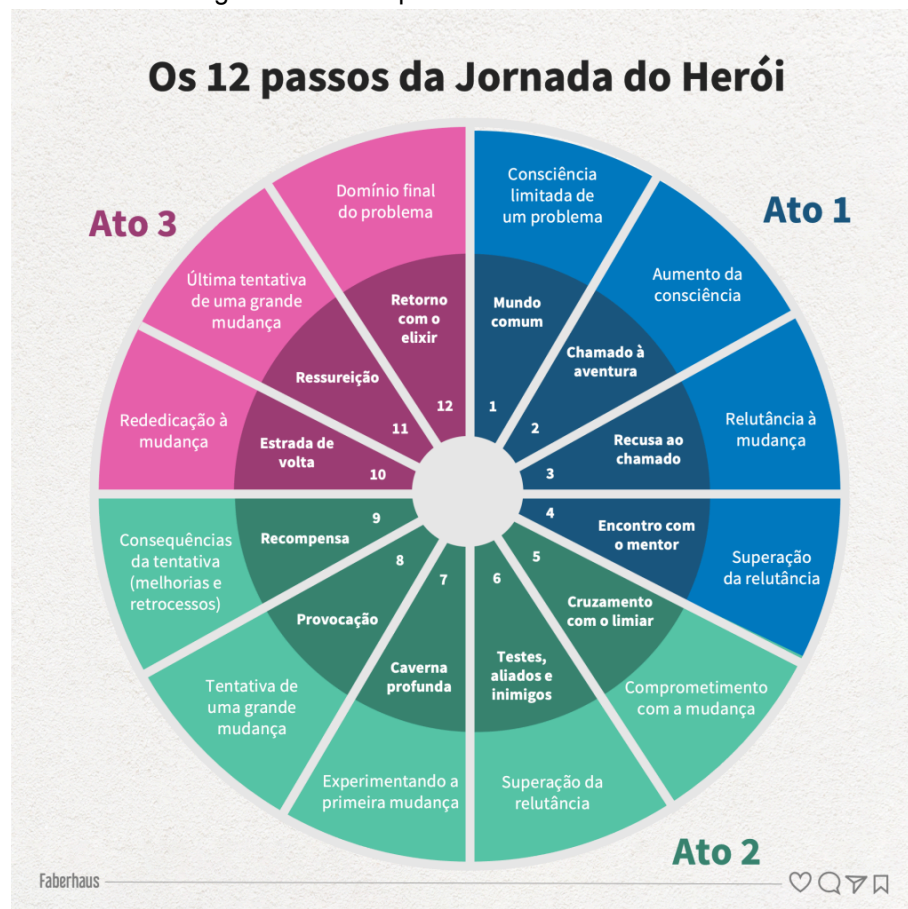 Os 12 passos da Jornada do Herói
Ato 1
Consciência
limitada de
um problema
Mundo
comum
1
Aumento da
consciência
Chamado à
aventura
2
Relutância à
mudança
Recusa ao
chamado
3
Superação
da relutância
Encontro com
o mentor
4
Ato 2
Comprometimento
com a mudança
Cruzamento
com o limiar
5
Superação da
relutância
Testes,
aliados e
inimigos
6
Experimentando a
primeira mudança
Caverna
profunda
7
Tentativa de
uma grande
mudança
Provocação
8
Consequências
da tentativa
(melhorias e
retrocessos)
Recompensa
9
Ato 3
Rededicação à
mudança
Estrada de
volta
10
Última tentativa
de uma grande
mudança
Ressureição
11
Domínio final
do problema
Retorno
com o
elixir
12
Faberhaus